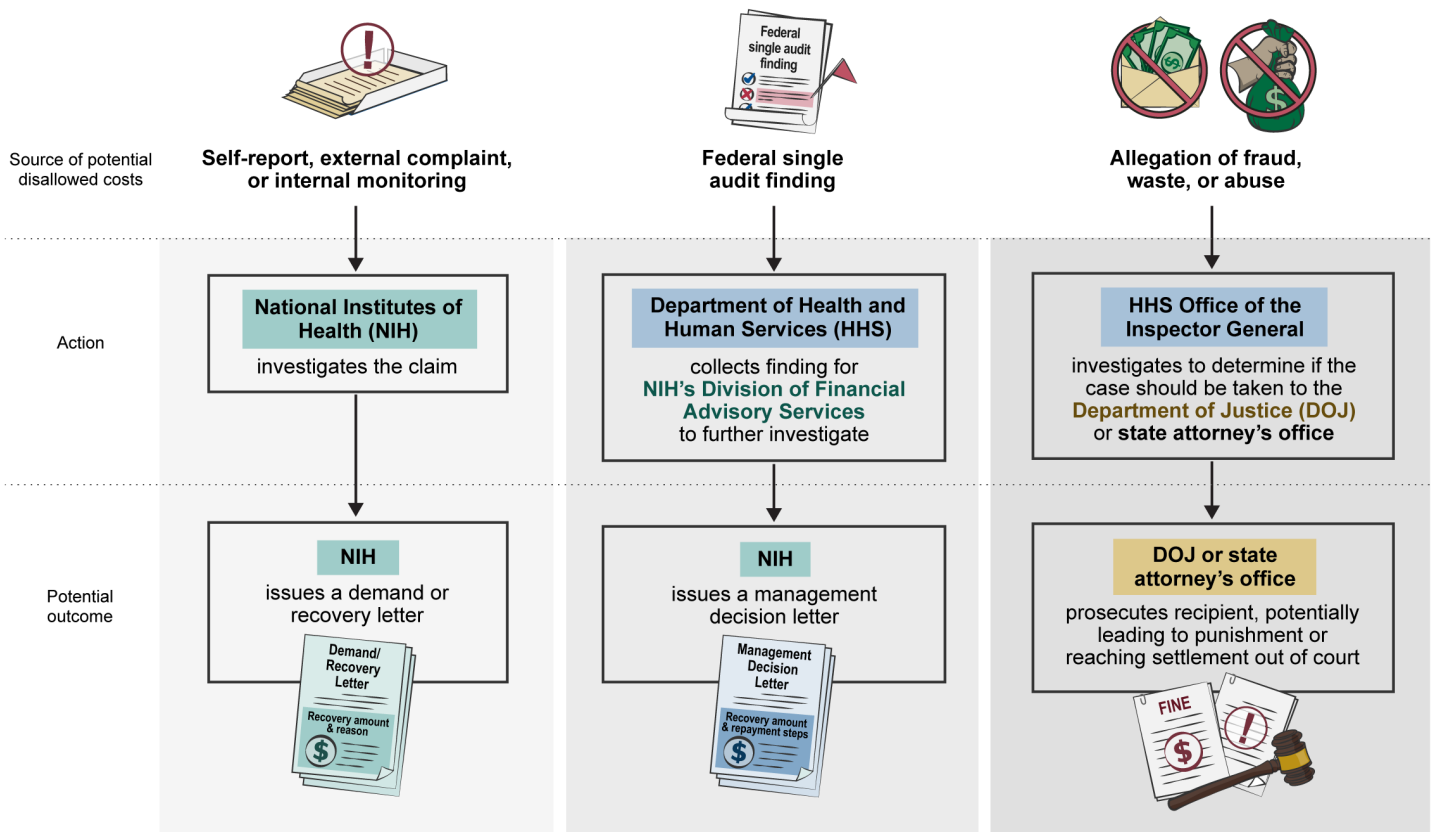 Federal
single audit
finding
Source of potential
disallowed costs
Self-report, external complaint,
or internal monitoring
Federal single
audit finding
Allegation of fraud,
waste, or abuse
Action
National Institutes of
Health (NIH)
investigates the claim
Department of Health and
Human Services (HHS)
collects finding for
NIH's Division of Financial
Advisory Services
to further investigate
HHS Office of the
Inspector General
investigates to determine if the
case should be taken to the
Department of Justice (DOJ)
or state attorney's office
Potential
outcome
NIH
issues a demand or
recovery letter
Demand/
Recovery
Letter
Recovery amount
& reason
$
NIH
issues a management
decision letter
Management
Decision
Letter
Recovery amount
& repayment steps
$
DOJ or state
attorney's office
prosecutes recipient, potentially
leading to punishment or
reaching settlement out of court
FINE
$
!